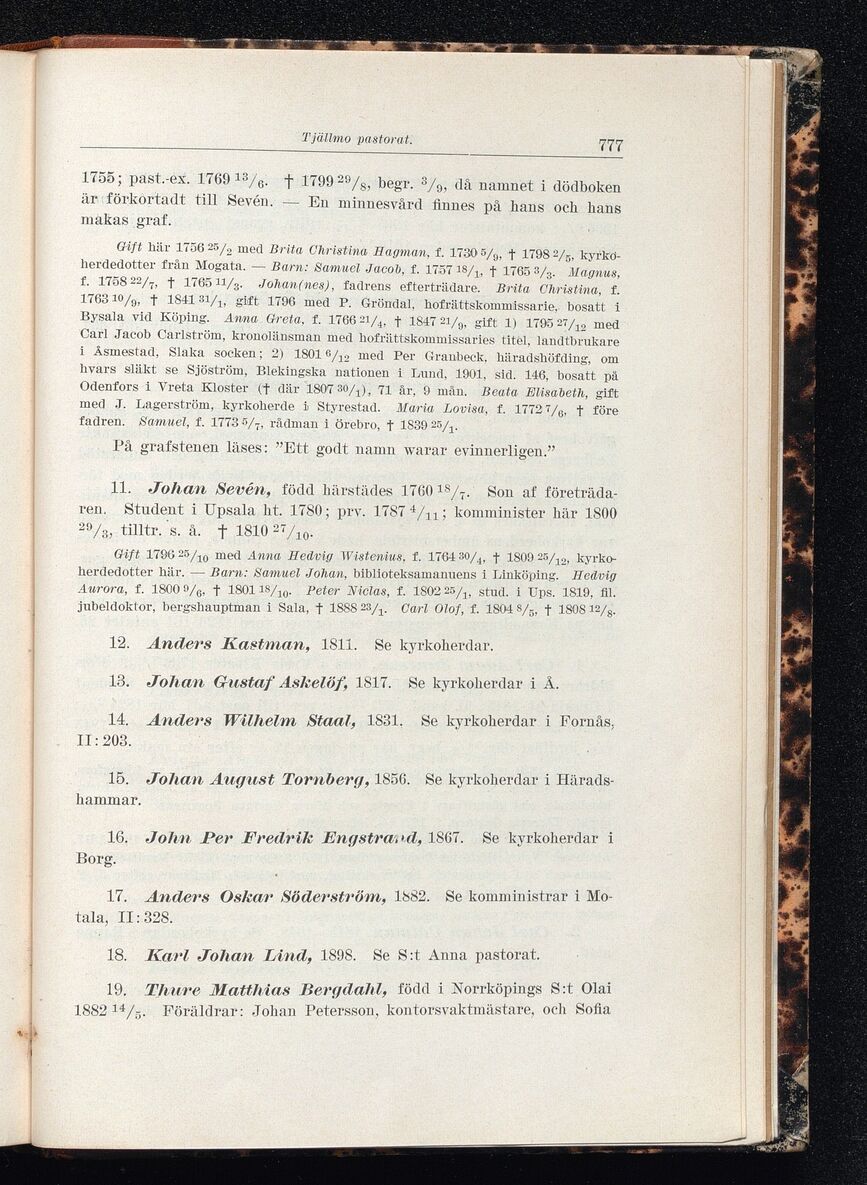 Tjällmo pastorat. 777
1755; past.-ex. 1769 13/6. † 1799 29/8, begr. 3/9, då namnet i dödboken
är förkortadt till Sevén. — En minnesvård finnes på hans och hans
makas graf.
Gift här 1756 25/2 med Brita Christina Hagman, f. 1730 5/9, † 1798 2/5, kyrko-
herdedotter från Mogata. — Barn: Samuel Jacob, f. 1757 18/1, † 1765 3/3. Magnus,
f. 1758 22/7, † 1765 11/3. Johan(nes), fadrens efterträdare. Brita Christina, f.
1763 10/9, † 1841 31/1, gift 1796 med P. Gröndal, hofrättskommissarie, bosatt i
Bysala vid Köping. Anna Greta, f. 1766 21/4, † 1847 21/9, gift 1) 1795 27/12 med
Carl Jacob Carlström, kronolänsman med hofrättskommissaries titel, landtbrukare
i Åsmestad, Slaka socken; 2) 1801 6/12 med Per Granbeck, häradshöfding, om
hvars släkt se Sjöström, Blekingska nationen i Lund, 1901, sid. 146, bosatt på
Odenfors i Vreta Kloster († där 1807 30/1), 71 år, 9 mån. Beata Elisabeth, gift
med J. Lagerström, kyrkoherde i Styrestad. Maria Lovisa, f. 1772 7/6, † före
fadren. Samuel, f. 1773 5/7, rådman i Örebro, † 1839 25/1.
På grafstenen läses: ”Ett godt namn warar evinnerligen.”
11. Johan Sevén, född härstädes 1760 18/7. Son af företräda-
ren. Student i Upsala ht. 1780; prv. 1787 4/11; komminister här 1800
29/3, tilltr. s. å. † 1810 27/10.
Gift 1796 25/10 med Anna Hedvig Wistenius, f. 1764 30/4, † 1809 25/12, kyrko-
herdedotter här. — Barn: Samuel Johan, biblioteksamanuens i Linköping. Hedvig
Aurora, f. 1800 9/6, † 1801 18/10. Peter Niclas, f. 1802 25/1, stud. i Ups. 1819, fil.
jubeldoktor, bergshauptman i Sala, † 1888 23/1. Carl Olof, f. 1804 8/5, † 1808 12/8.
12. Anders Kastman, 1811. Se kyrkoherdar.
13. Johan Gustaf Askelöf, 1817. Se kyrkoherdar i Å.
14. Anders Wilhelm Staal, 1831. Se kyrkoherdar i Fornås,
II: 203.
15. Johan August Tornberg, 1856. Se kyrkoherdar i Härads-
hammar.
16. John Per Fredrik Engstrand, 1867. Se kyrkoherdar i
Borg.
17. Anders Oskar Söderström, 1882. Se komministrar i Mo-
tala, II: 328.
18. Karl Johan Lind, 1898. Se S:t Anna pastorat.
19. Thure Matthias Bergdahl, född i Norrköpings S:t Olai
1882 14/5. Föräldrar: Johan Petersson, kontorsvaktmästare, och Sofia